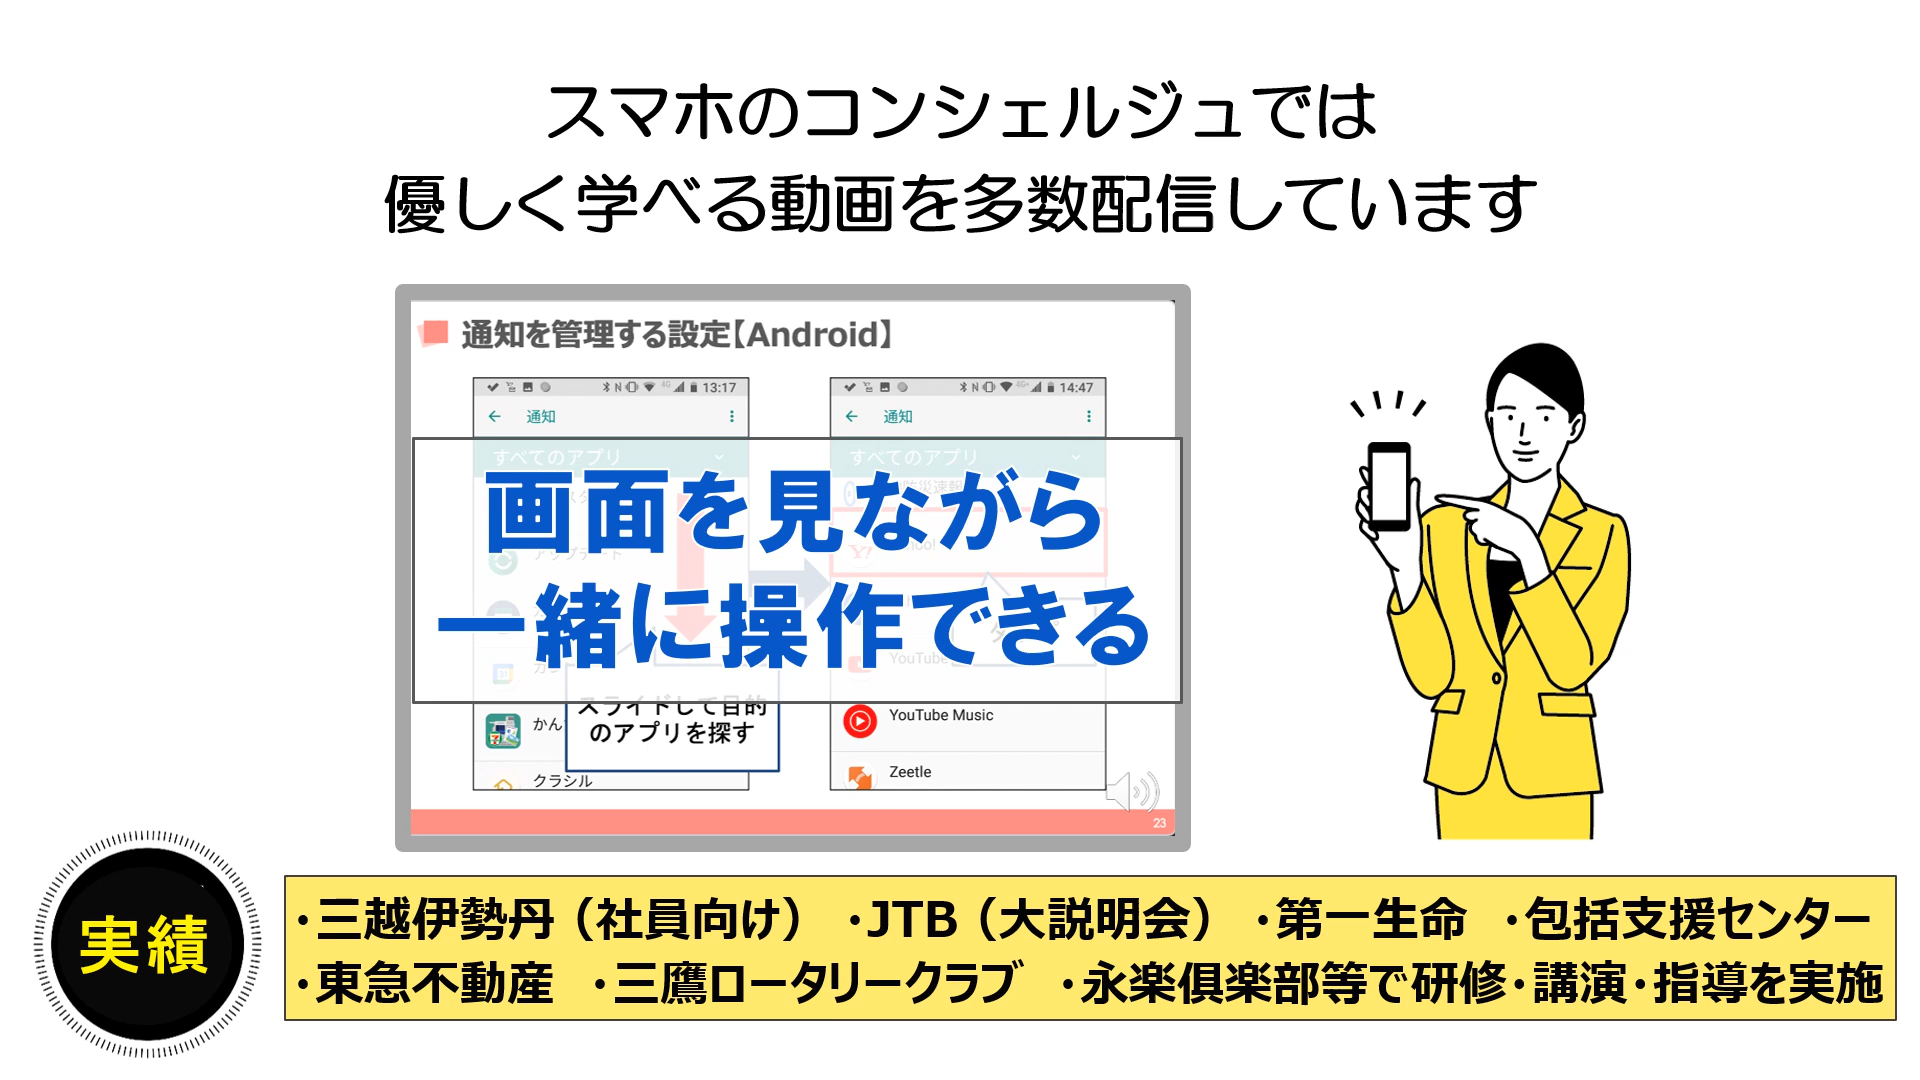 スマホのコンシェルジュでは
優しく学べる動画を多数配信しています
通知を管理する設定【Android】
13:17
14:47
通知
通知
すべてのアプリ
すべてのアプリ
画面を見ながら
一緒に操作できる
YouTube
スライドして目的
のアプリを探す
かん
クラシル
YouTube Music
Zeetle
23
実績
・三越伊勢丹（社員向け）　・JTB（大説明会）　・第一生命　・包括支援センター
・東急不動産　・三鷹ロータリークラブ　・永楽倶楽部等で研修・講演・指導を実施